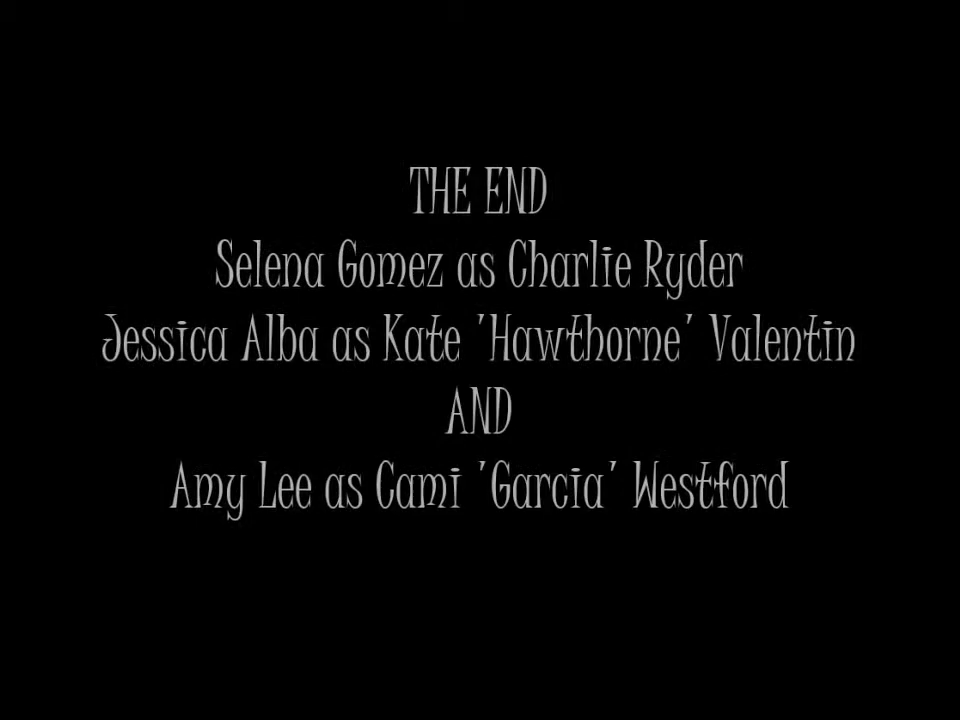 THE END
Selena Gomez as Charlie Ryder
Jessica Alba as Kate 'Hawthorne' Valentin
AND
Amy Lee as Cami 'Garcia' Westford